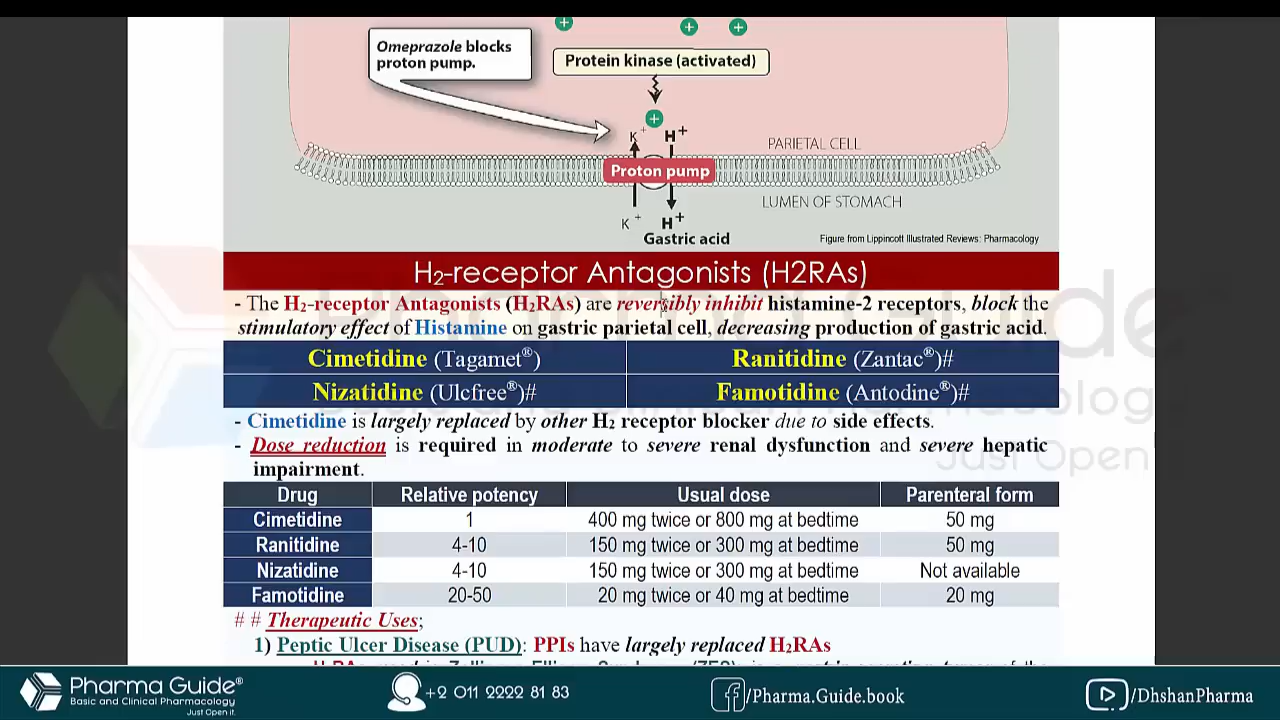 Omeprazole blocks
proton pump.
Protein kinase (activated)
K+ H+
PARIETAL CELL
Proton pump
LUMEN OF STOMACH
K+ H+
Gastric acid
Figure from Lippincott Illustrated Reviews: Pharmacology
H2-receptor Antagonists (H2RAs)
- The H2-receptor Antagonists (H2RAs) are reversibly inhibit histamine-2 receptors, block the
stimulatory effect of Histamine on gastric parietal cell, decreasing production of gastric acid.
Cimetidine (Tagamet®) Ranitidine (Zantac®)#
Nizatidine (Ulcfree®)# Famotidine (Antodine®)#
- Cimetidine is largely replaced by other H2 receptor blocker due to side effects.
- Dose reduction is required in moderate to severe renal dysfunction and severe hepatic
impairment.
Drug Relative potency Usual dose Parenteral form
Cimetidine 1 400 mg twice or 800 mg at bedtime 50 mg
Ranitidine 4-10 150 mg twice or 300 mg at bedtime 50 mg
Nizatidine 4-10 150 mg twice or 300 mg at bedtime Not available
Famotidine 20-50 20 mg twice or 40 mg at bedtime 20 mg
# # Therapeutic Uses;
1) Peptic Ulcer Disease (PUD): PPIs have largely replaced H2RAs
Pharma Guide®
Basic and Clinical Pharmacology
Just Open it.
+2 011 2222 81 83
/Pharma.Guide.book
/DhshanPharma